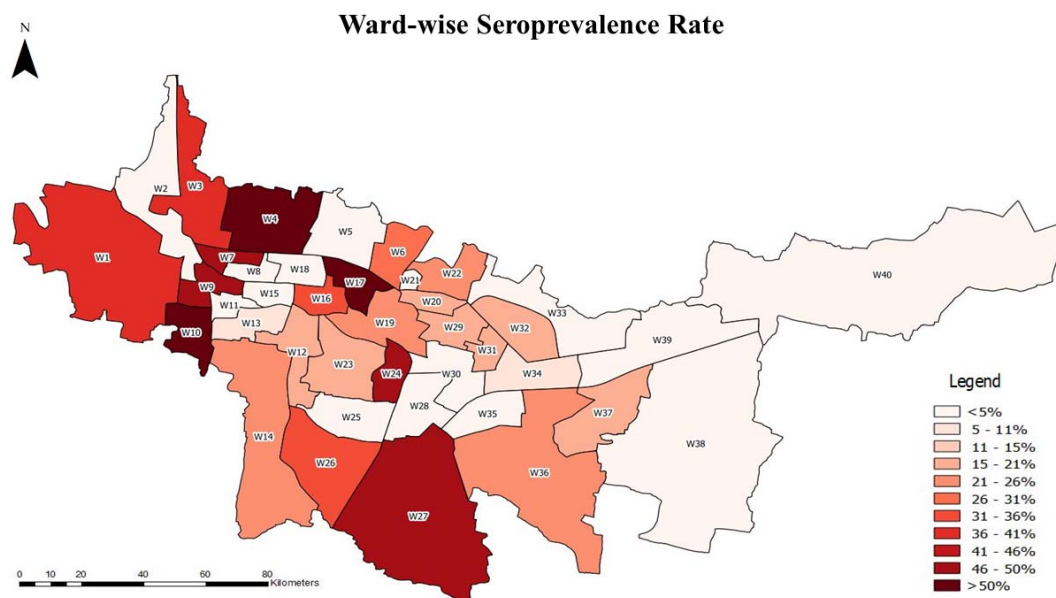 Ward-wise Seroprevalence Rate
N
W1
W2
W3
W4
W5
W6
W7
W8
W18
W17
W21
W22
W9
W11
W15
W16
W20
W10
W13
W12
W19
W29
W32
W33
W40
W23
W24
W30
W31
W34
W39
W14
W25
W28
W35
W37
W38
W26
W27
W36
Legend
<5%
5 - 11%
11 - 15%
15 - 21%
21 - 26%
26 - 31%
31 - 36%
36 - 41%
41 - 46%
46 - 50%
>50%
0 10 20 40 60 80
Kilometers